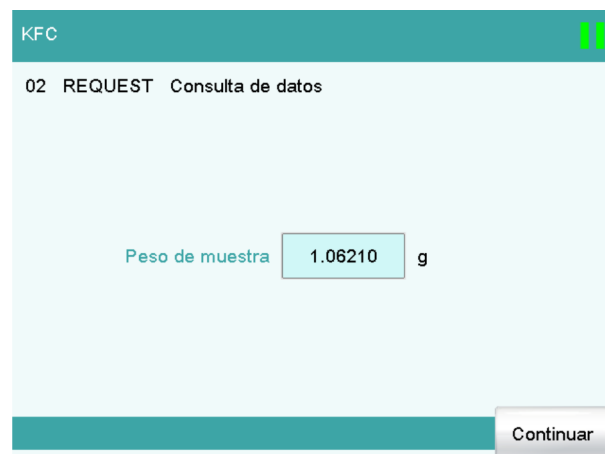 KFC
02 REQUEST Consulta de datos
Peso de muestra 1.06210 g
Continuar